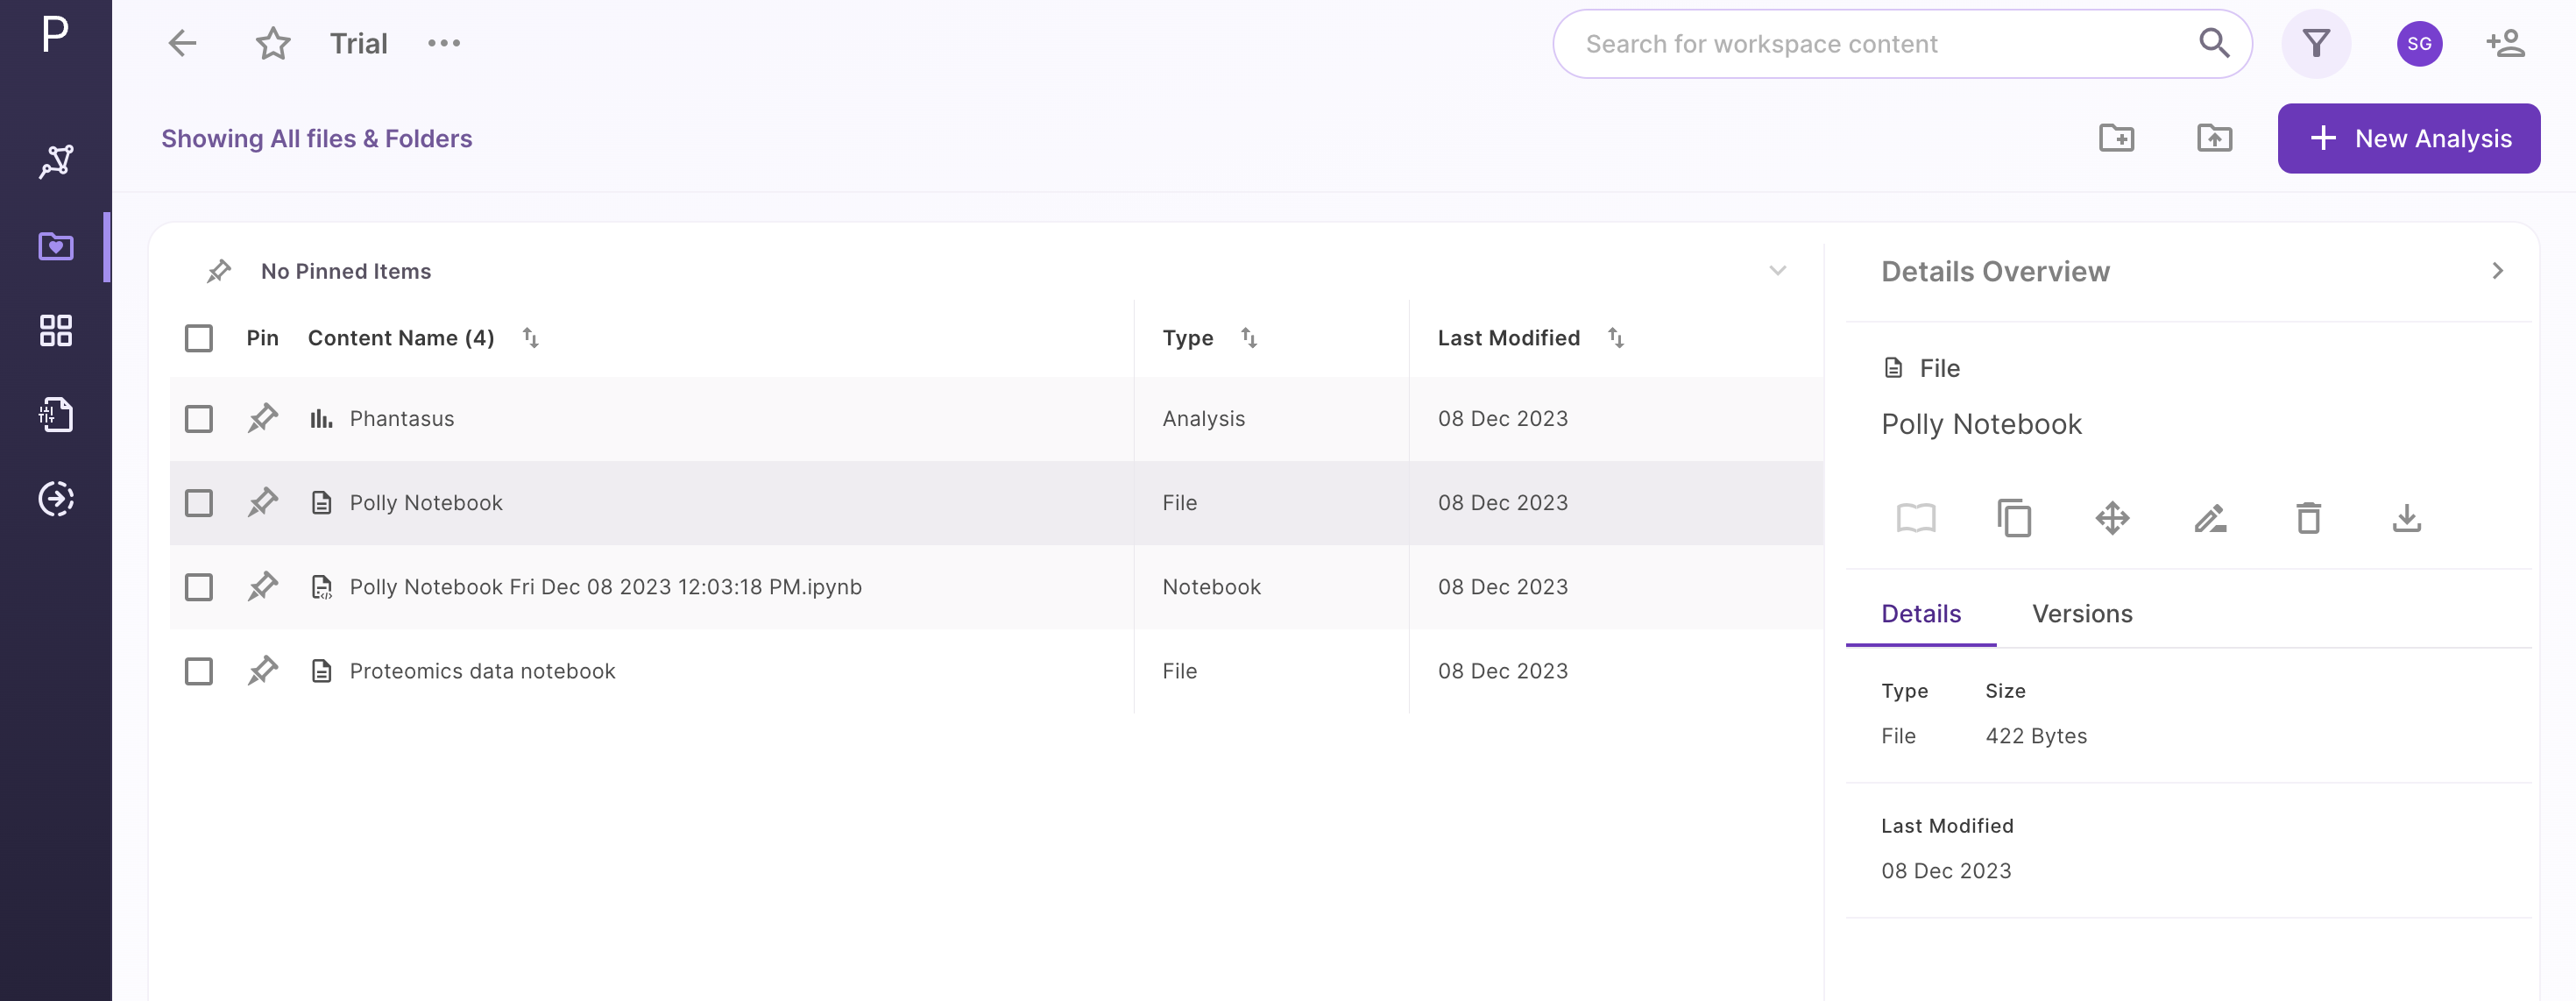 P
Trial
Search for workspace content
SG
Showing All files & Folders
New Analysis
No Pinned Items
Details Overview
Pin Content Name (4) Type Last Modified
Phantasus Analysis 08 Dec 2023
Polly Notebook File 08 Dec 2023
Polly Notebook Fri Dec 08 2023 12:03:18 PM.ipynb Notebook 08 Dec 2023
Proteomics data notebook File 08 Dec 2023
File
Polly Notebook
Details Versions
Type Size
File 422 Bytes
Last Modified
08 Dec 2023